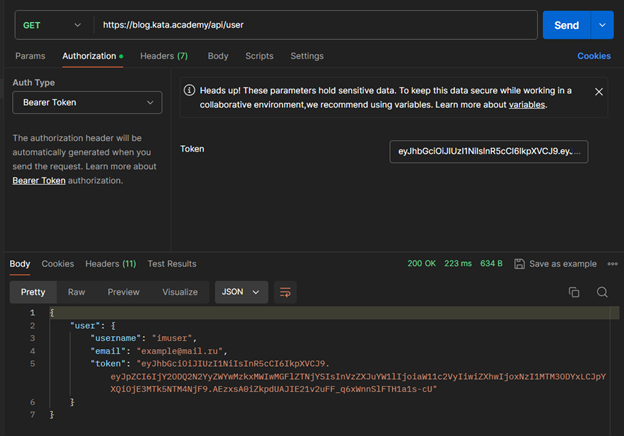 GET https://blog.kata.academy/api/user Send
Params Authorization Headers (7) Body Scripts Settings Cookies
Auth Type
Bearer Token
The authorization header will be
automatically generated when you
send the request. Learn more about
Bearer Token authorization.
Heads up! These parameters hold sensitive data. To keep this data secure while working in a
collaborative environment,we recommend using variables. Learn more about variables.
Token eyJhbGciOiJIUzI1NiIsInR5cCI6IkpXVCJ9.ey.…
Body Cookies Headers (11) Test Results 200 OK 223 ms 634 B Save as example
Pretty Raw Preview Visualize JSON
1 {
2 "user": {
3 "username": "imuser",
4 "email": "example@mail.ru",
5 "token": "eyJhbGciOiJIUzI1NiIsInR5cCI6IkpXVCJ9.
6 }
7 }